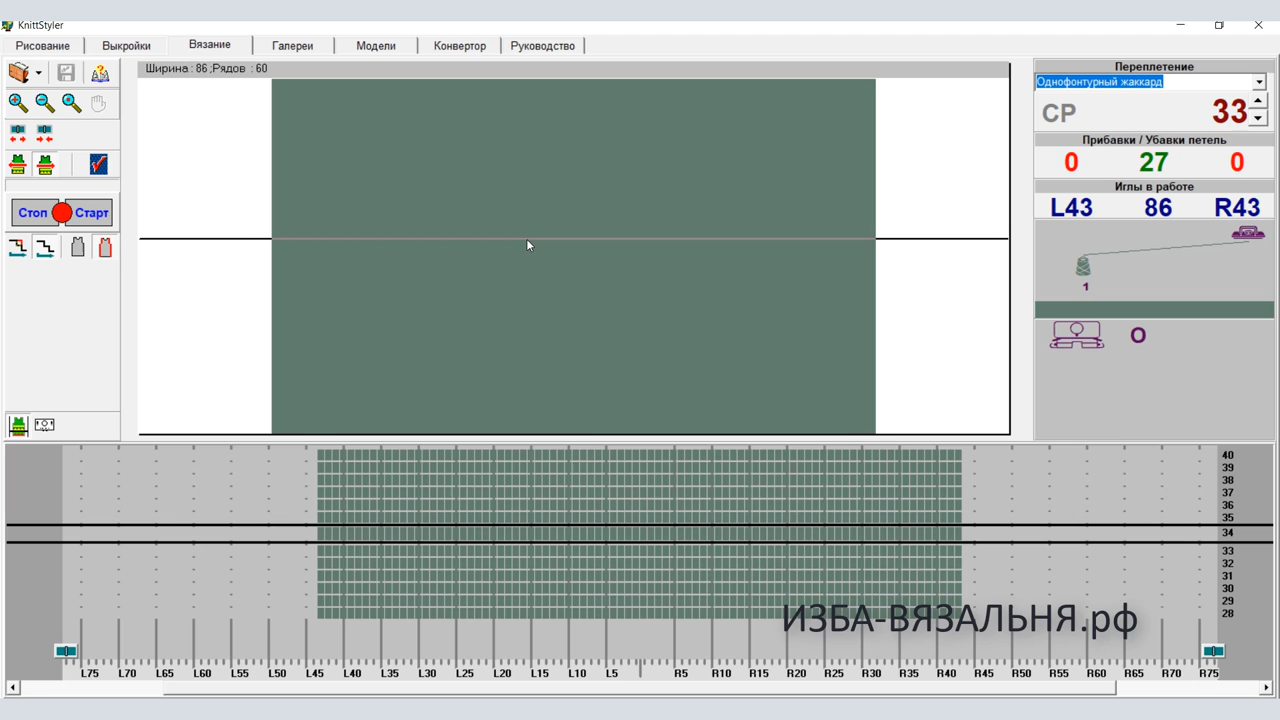 KnittStyler
Рисование Выкройки Вязание Галереи Модели Конвертор Руководство
Ширина : 86 ;Рядов : 60
Переплетение
Однофонтурный жаккард
СР 33
Прибавки / Убавки петель
0 27 0
Иглы в работе
L43 86 R43
1
O
Стоп Старт
40
39
38
37
36
35
34
33
32
31
30
29
28
ИЗБА-ВЯЗАЛЬНЯ.рф
L75 L70 L65 L60 L55 L50 L45 L40 L35 L30 L25 L20 L15 L10 L5 R5 R10 R15 R20 R25 R30 R35 R40 R45 R50 R55 R60 R65 R70 R75